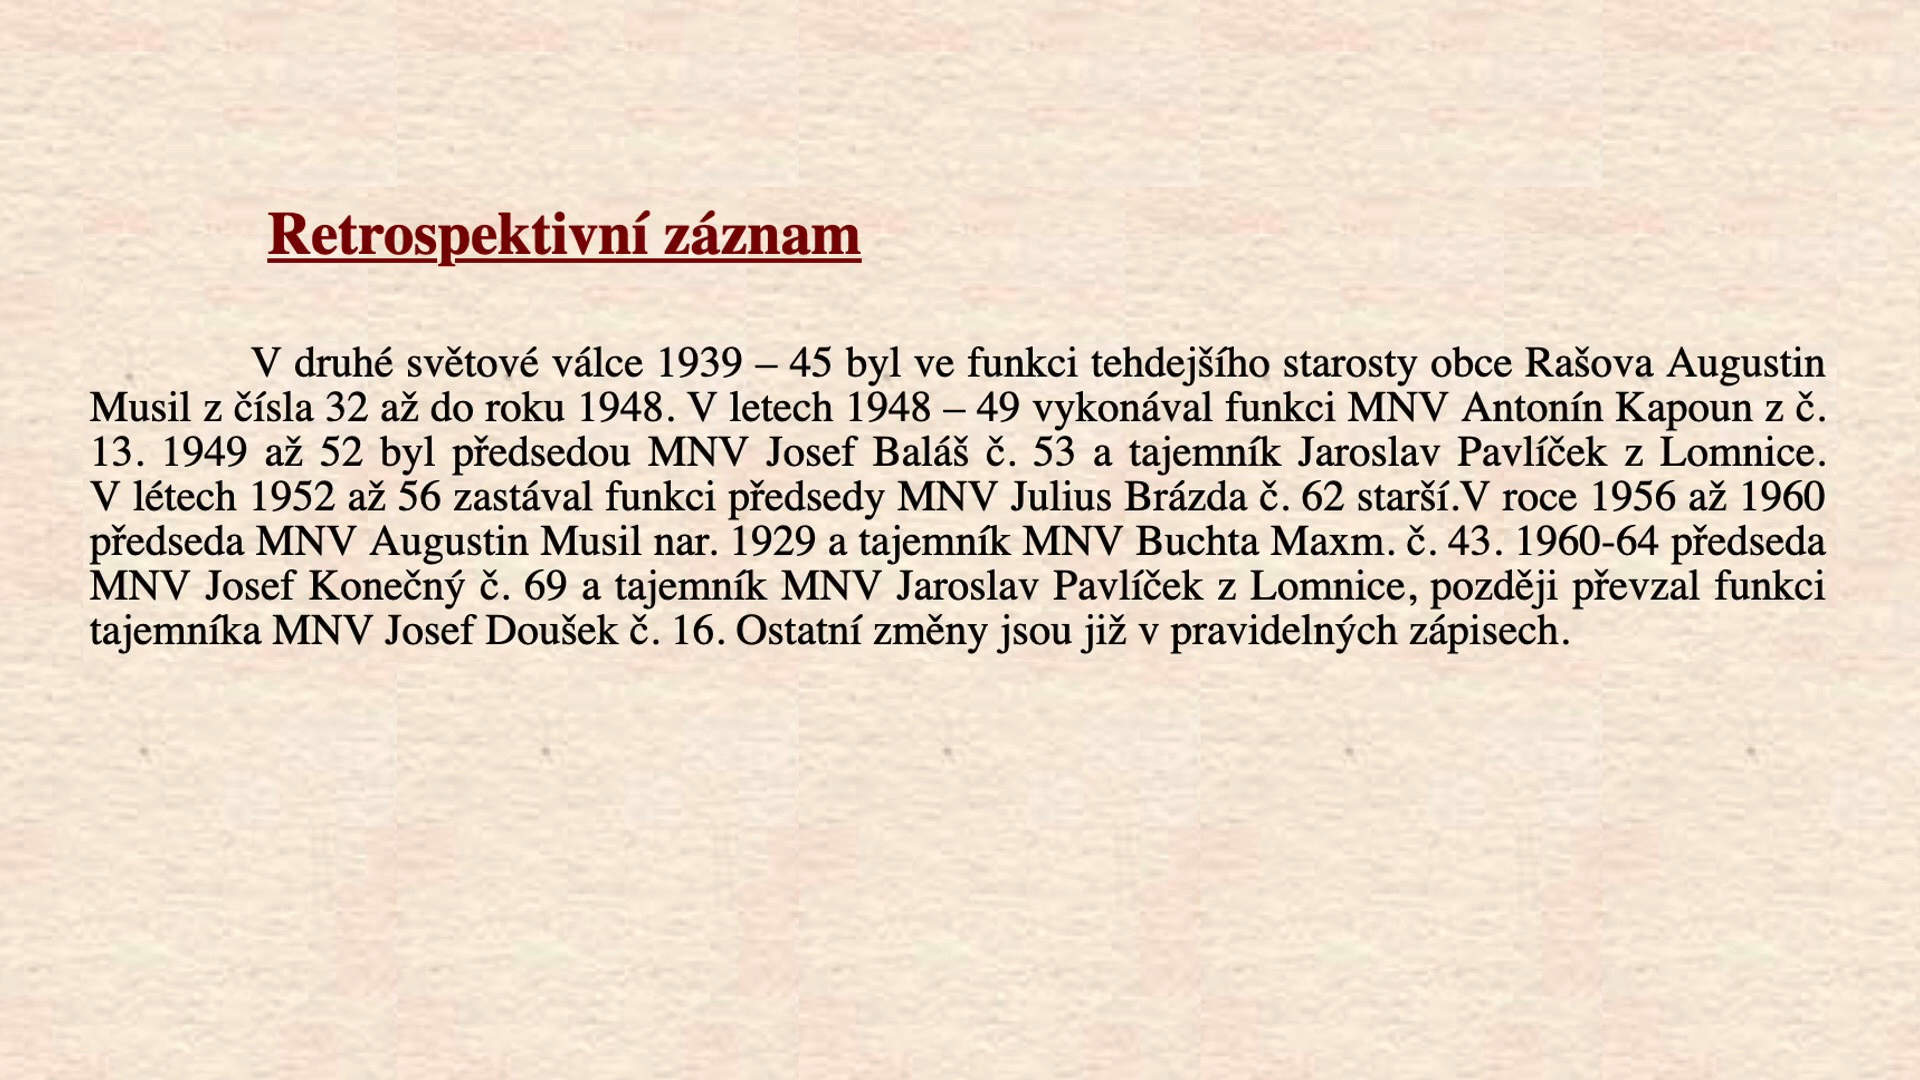 Retrospektivní záznam
V druhé světové válce 1939 – 45 byl ve funkci tehdejšího starosty obce Rašova Augustin
Musil z čísla 32 až do roku 1948. V letech 1948 – 49 vykonával funkci MNV Antonín Kapoun z č.
13. 1949 až 52 byl předsedou MNV Josef Baláš č. 53 a tajemník Jaroslav Pavlíček z Lomnice.
V létech 1952 až 56 zastával funkci předsedy MNV Julius Brázda č. 62 starší.V roce 1956 až 1960
předseda MNV Augustin Musil nar. 1929 a tajemník MNV Buchta Maxm. č. 43. 1960-64 předseda
MNV Josef Konečný č. 69 a tajemník MNV Jaroslav Pavlíček z Lomnice, později převzal funkci
tajemníka MNV Josef Doušek č. 16. Ostatní změny jsou již v pravidelných zápisech.